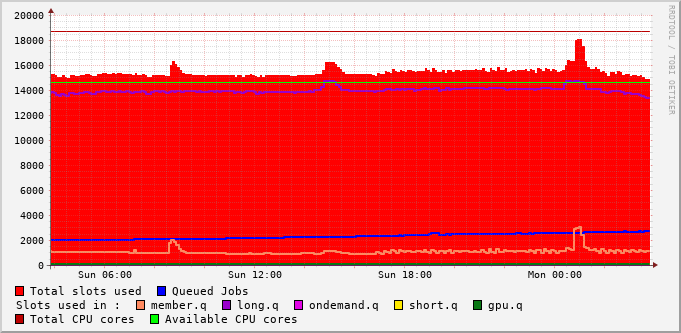 20000
18000
16000
14000
12000
10000
8000
6000
4000
2000
0
Sun 06:00 Sun 12:00 Sun 18:00 Mon 00:00
RRDTOOL / TOBI OETIKER
Total slots used Queued Jobs
Slots used in : member.q long.q ondemand.q short.q gpu.q
Total CPU cores Available CPU cores